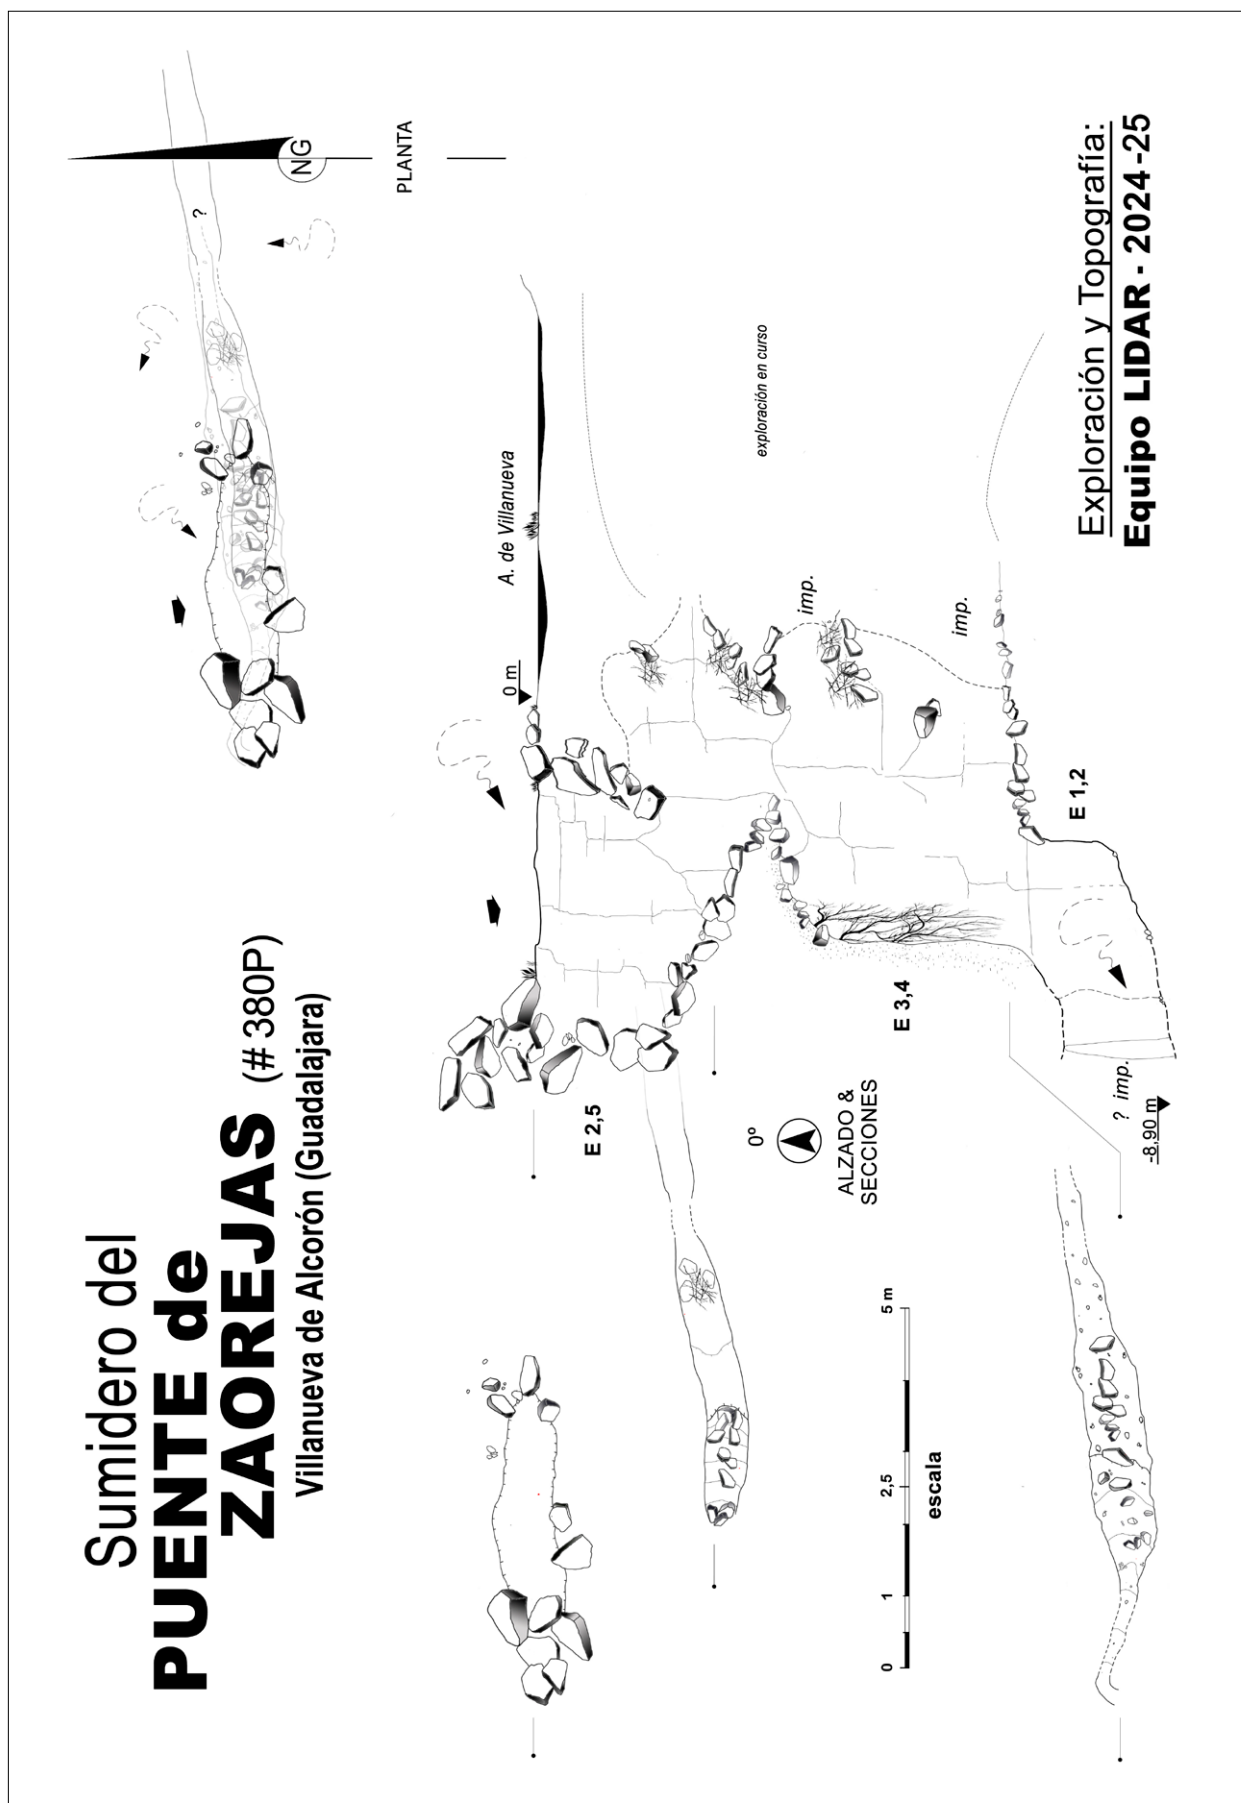 Sumidero del
PUENTE de
ZAOREJAS (# 380P)
Villanueva de Alcorón (Guadalajara)
NG
PLANTA
?
A. de Villanueva
0 m
exploración en curso
imp.
imp.
E 2,5
E 3,4
E 1,2
0º
ALZADO &
SECCIONES
? imp.
-8,90 m
0
1
2,5
5 m
escala
Exploración y Topografía:
Equipo LIDAR - 2024-25